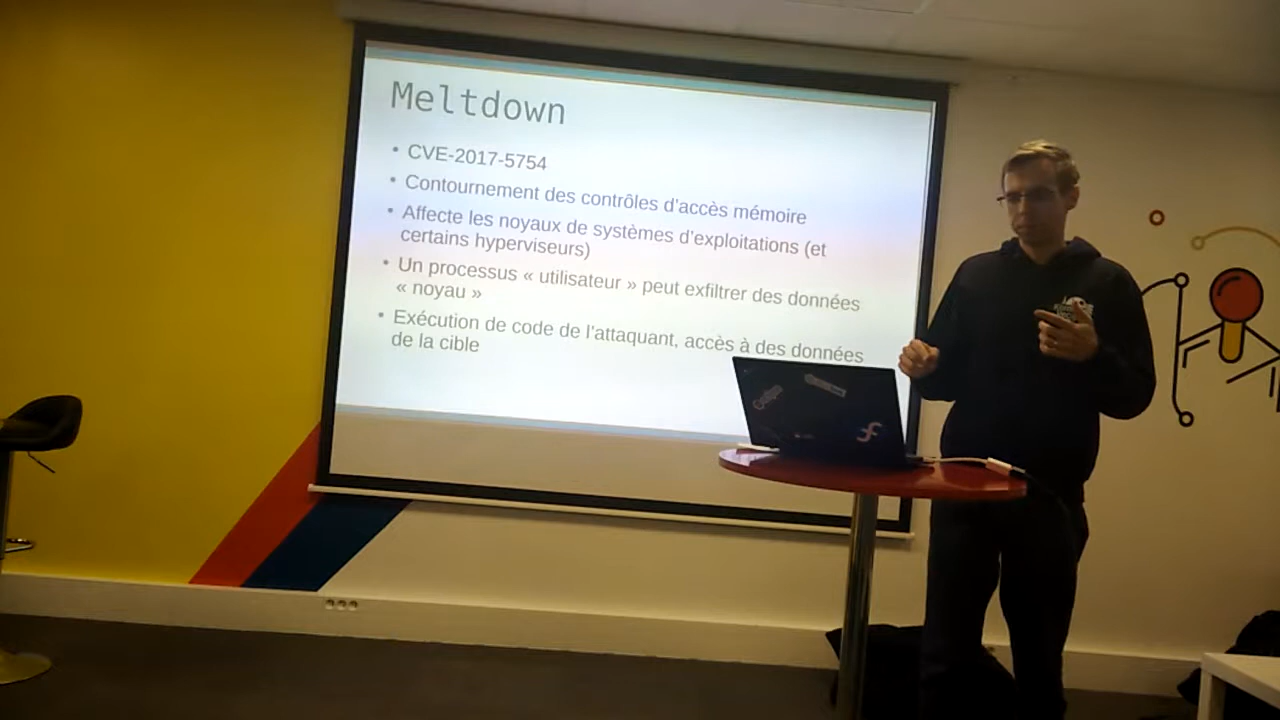 Meltdown
• CVE-2017-5754
• Contournement des contrôles d'accès mémoire
• Affecte les noyaux de systèmes d'exploitations (et
certains hyperviseurs)
• Un processus « utilisateur » peut exfiltrer des données
« noyau »
• Exécution de code de l'attaquant, accès à des données
de la cible